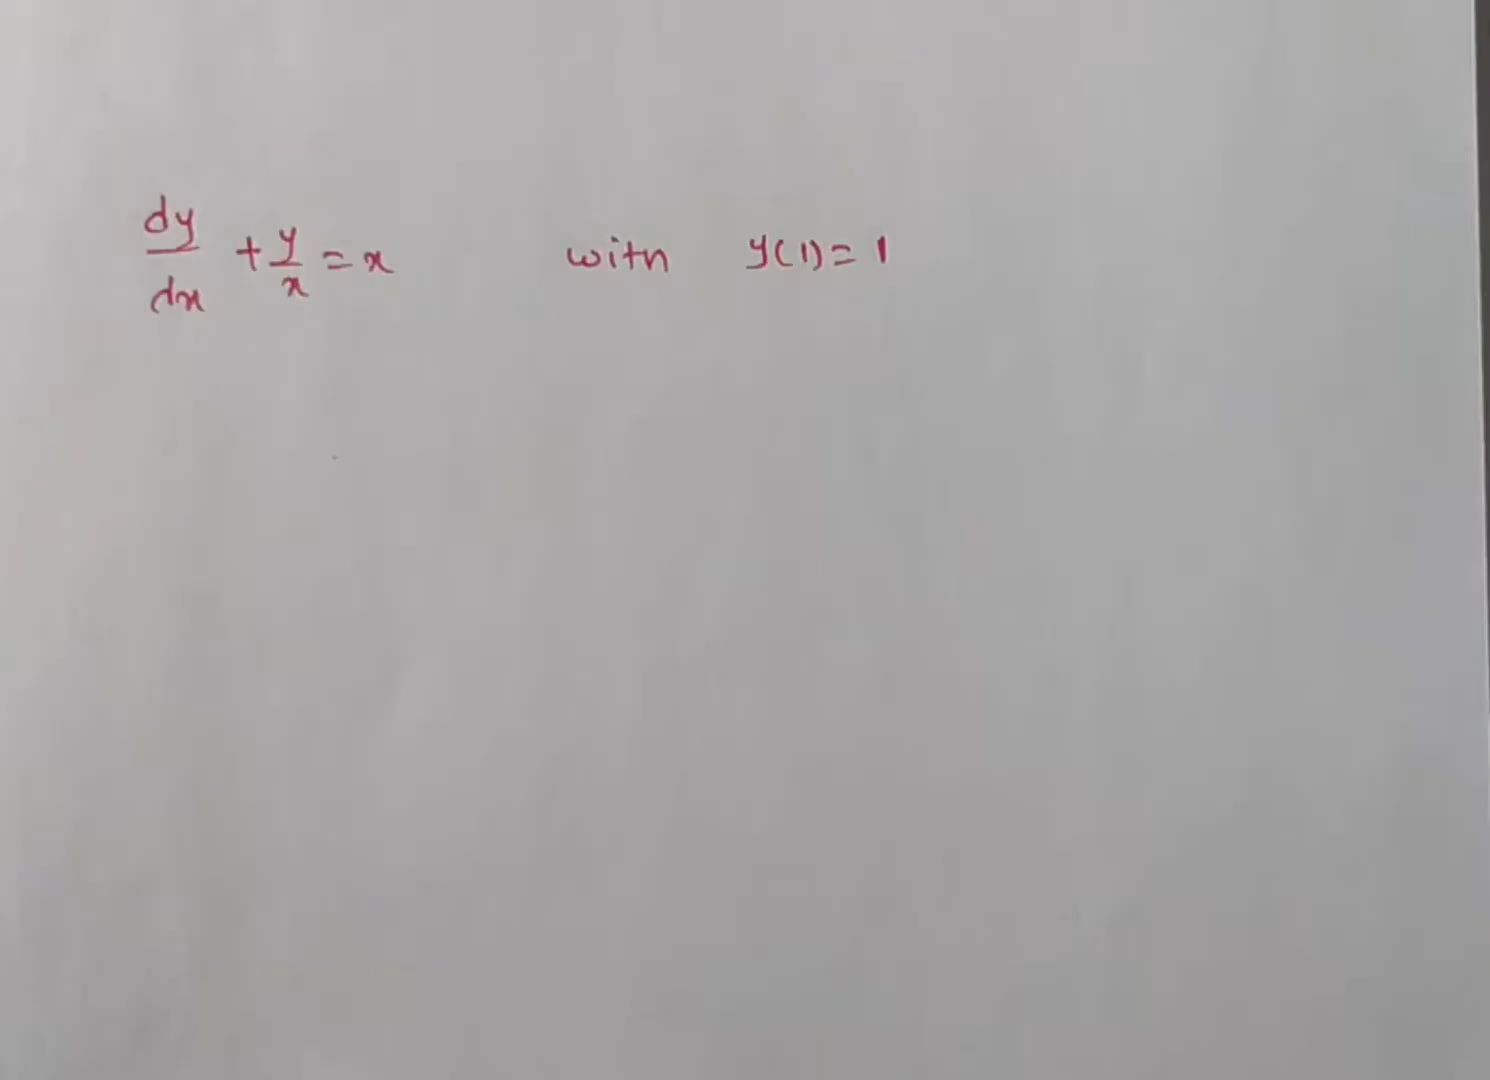 dy/dx + y/x = x with y(1) = 1